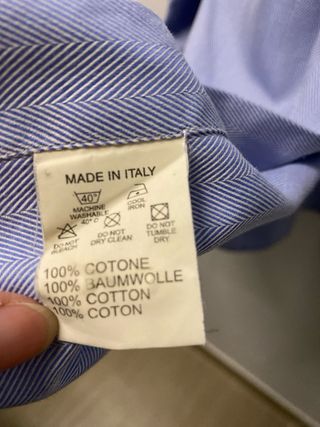 MADE IN ITALY
40°
MACHINE
WASHABLE
40° C
COOL
IRON
DO NOT
BLEACH
DO NOT
DRY CLEAN
DO NOT
TUMBLE
DRY.
100% COTONE
100% BAUMWOLLE
100% COTTON
100% COTON